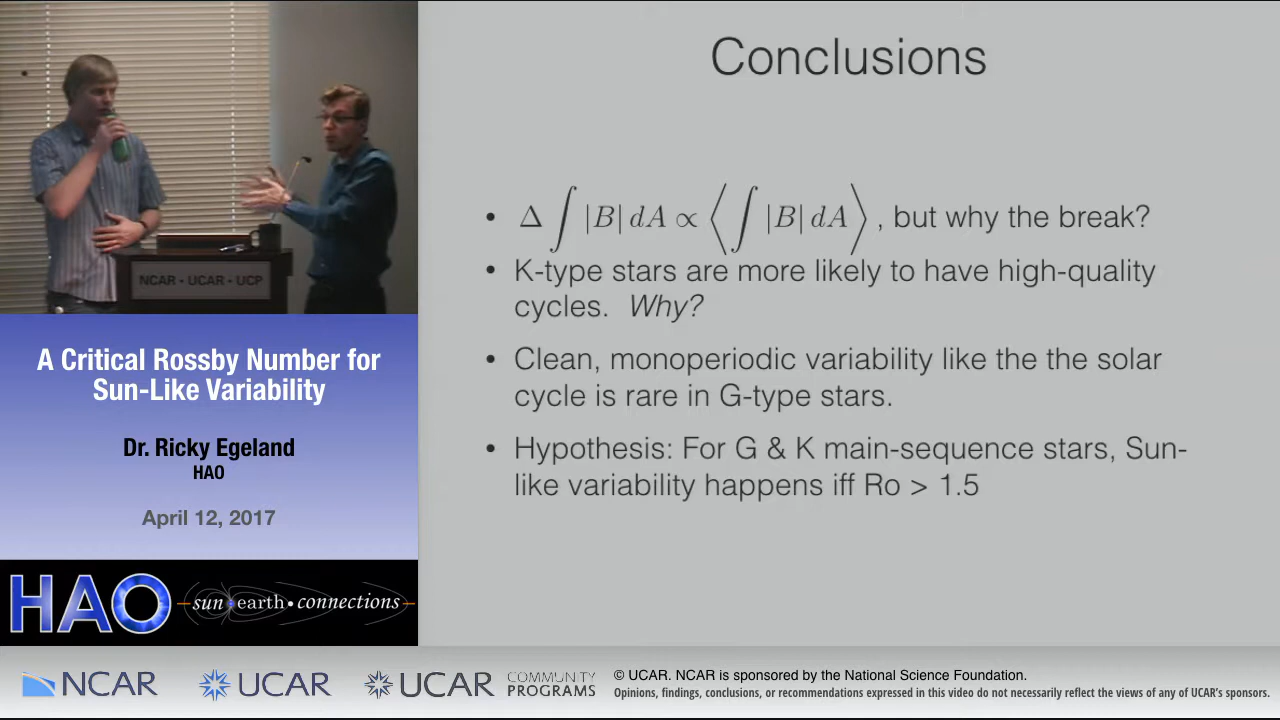 Conclusions
• Δ ∫ |B| dA ∝ ⟨ ∫ |B| dA ⟩ , but why the break?
• K-type stars are more likely to have high-quality
cycles. Why?
• Clean, monoperiodic variability like the the solar
cycle is rare in G-type stars.
• Hypothesis: For G & K main-sequence stars, Sun-
like variability happens iff Ro > 1.5
NCAR • UCAR • UCP
A Critical Rossby Number for
Sun-Like Variability
Dr. Ricky Egeland
HAO
April 12, 2017
HAO
sun earth • connections
NCAR
UCAR
UCAR
COMMUNITY
PROGRAMS
© UCAR. NCAR is sponsored by the National Science Foundation.
Opinions, findings, conclusions, or recommendations expressed in this video do not necessarily reflect the views of any of UCAR's sponsors.